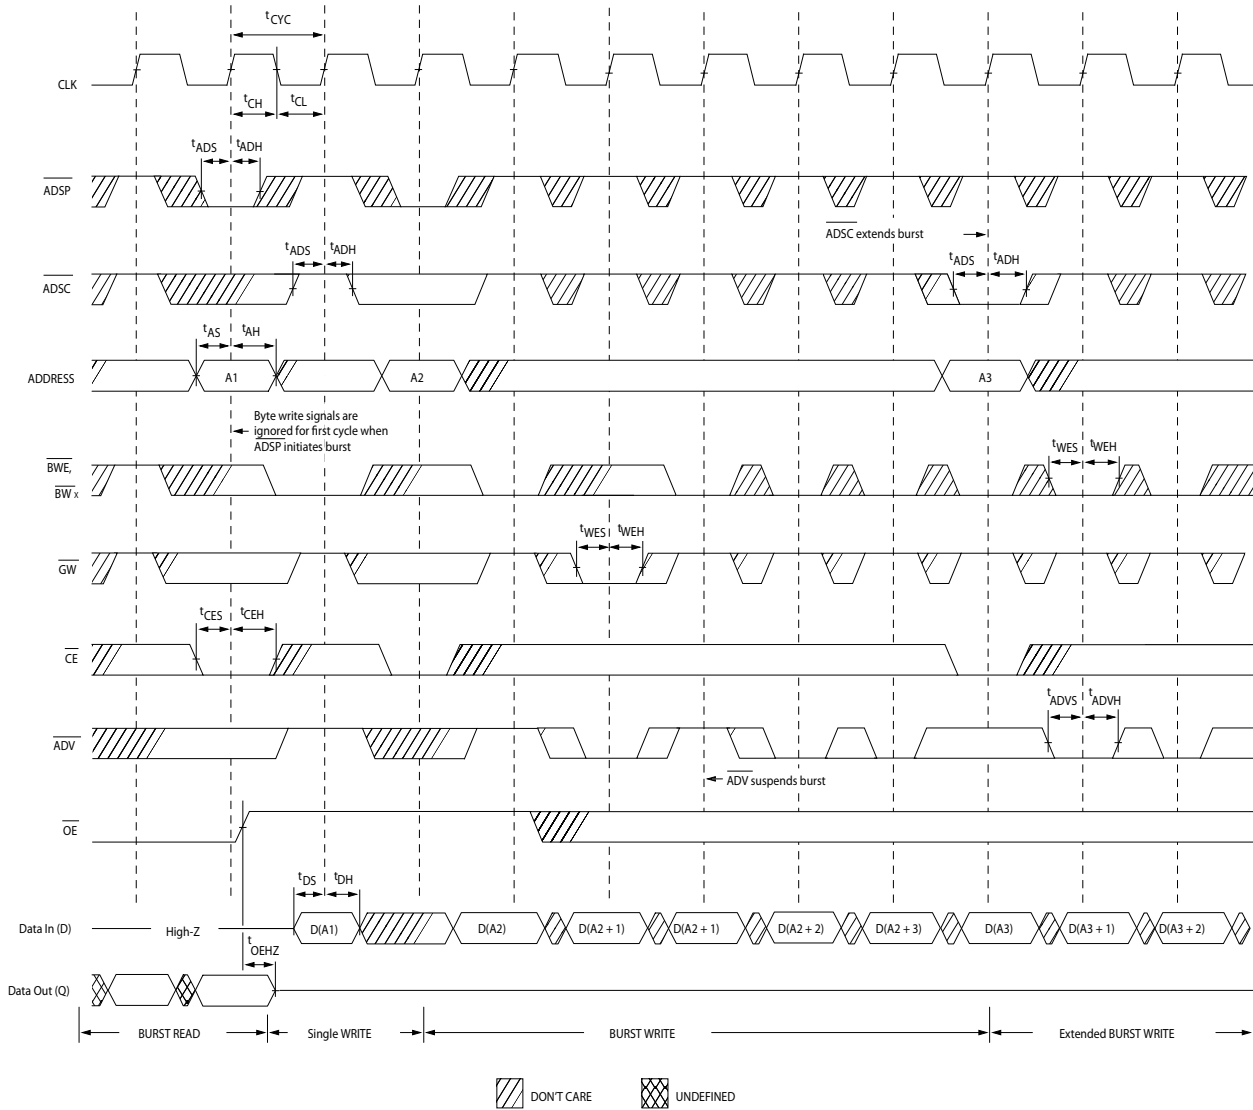 tCYC
CLK
tCH
tCL
tADS
tADH
ADSP
ADSC extends burst
tADS
tADH
tADS
tADH
ADSC
tAS
tAH
ADDRESS
A1
A2
A3
Byte write signals are
ignored for first cycle when
ADSP initiates burst
tWES
tWEH
BWE,
BW x
tWES
tWEH
GW
tCES
tCEH
CE
tADVS
tADVH
ADV
ADV suspends burst
OE
tDS
tDH
Data In (D)
High-Z
D(A1)
D(A2)
D(A2 + 1)
D(A2 + 1)
D(A2 + 2)
D(A2 + 3)
D(A3)
D(A3 + 1)
D(A3 + 2)
tOEHZ
Data Out (Q)
BURST READ
Single WRITE
BURST WRITE
Extended BURST WRITE
DON'T CARE
UNDEFINED